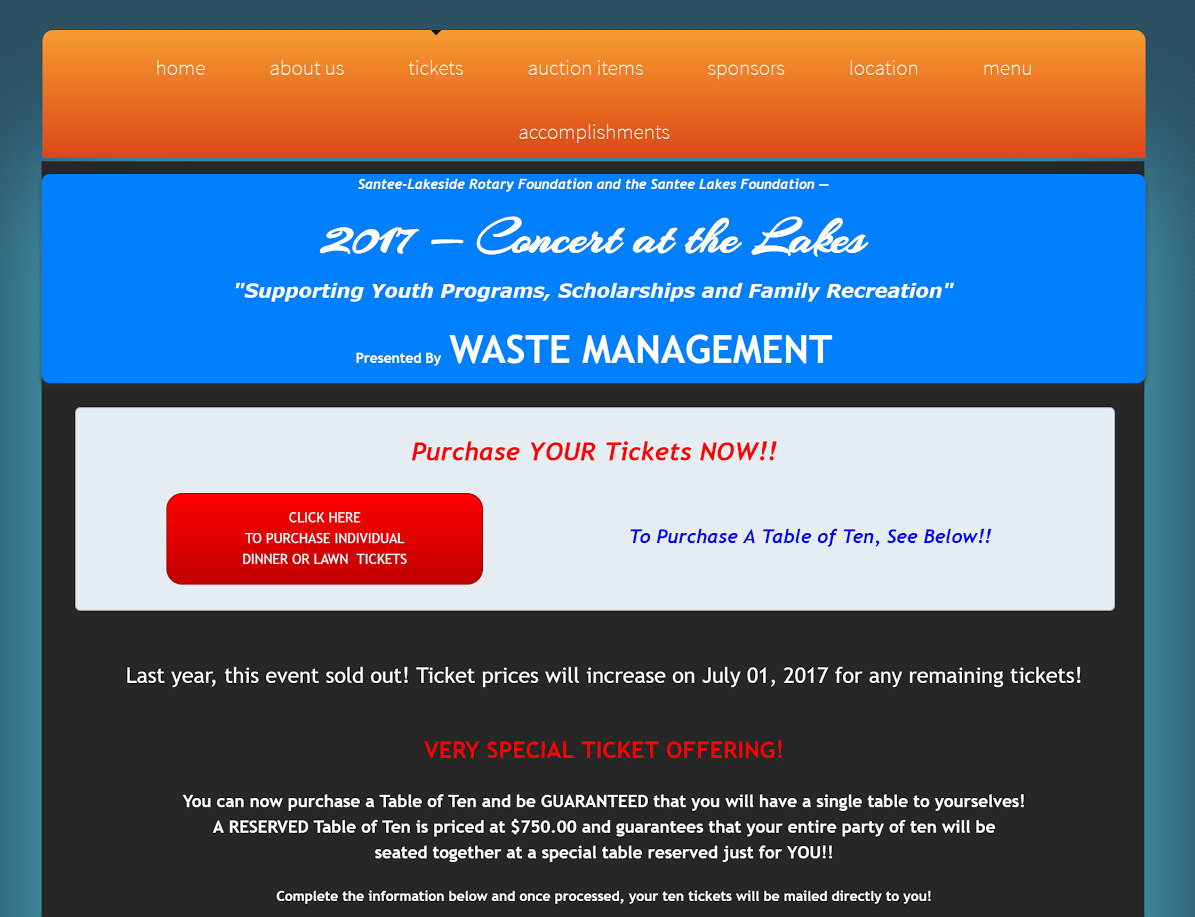 home about us tickets auction items sponsors location menu
accomplishments
Santee-Lakeside Rotary Foundation and the Santee Lakes Foundation —
2017 — Concert at the Lakes
"Supporting Youth Programs, Scholarships and Family Recreation"
Presented By WASTE MANAGEMENT
Purchase YOUR Tickets NOW!!
CLICK HERE
TO PURCHASE INDIVIDUAL
DINNER OR LAWN TICKETS
To Purchase A Table of Ten, See Below!!
Last year, this event sold out! Ticket prices will increase on July 01, 2017 for any remaining tickets!
VERY SPECIAL TICKET OFFERING!
You can now purchase a Table of Ten and be GUARANTEED that you will have a single table to yourselves!
A RESERVED Table of Ten is priced at $750.00 and guarantees that your entire party of ten will be
seated together at a special table reserved just for YOU!!
Complete the information below and once processed, your ten tickets will be mailed directly to you!